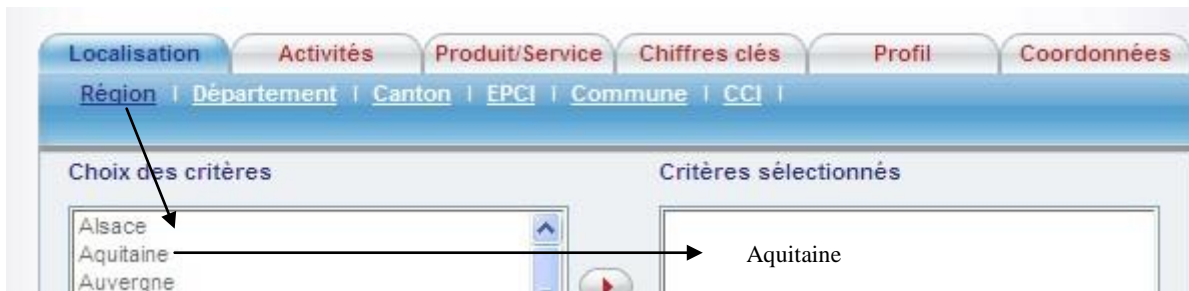 Localisation Activités Produit/Service Chiffres clés Profil Coordonnées
Région | Département | Canton | EPCI | Commune | CCI |
Choix des critères Critères sélectionnés
Alsace
Aquitaine Aquitaine
Auvergne